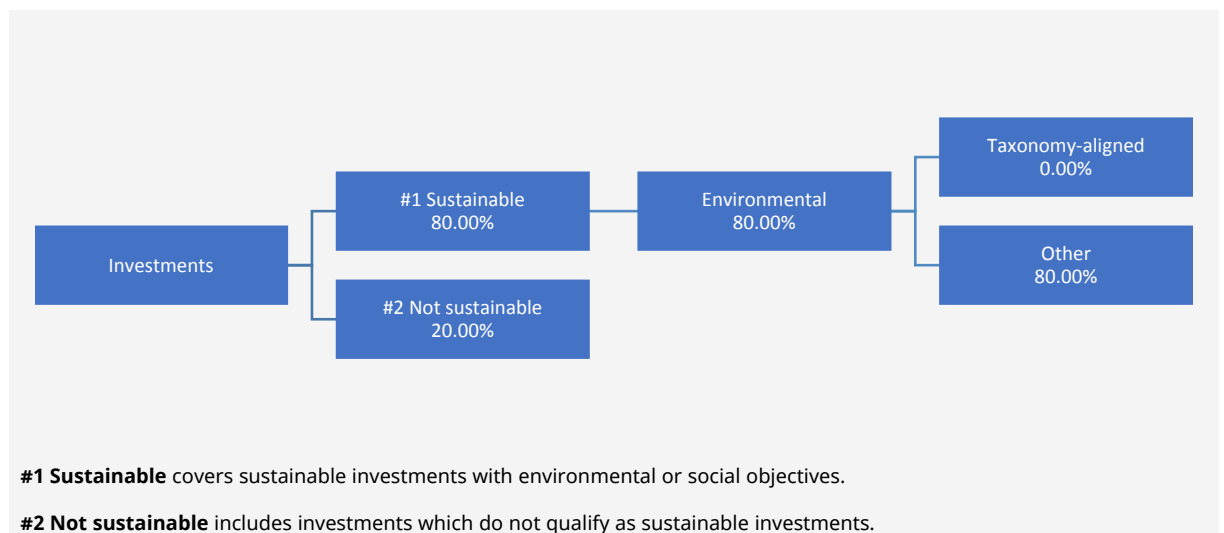 Taxonomy-aligned
0.00%
#1 Sustainable
80.00%
Environmental
80.00%
Investments
Other
80.00%
#2 Not sustainable
20.00%
#1 Sustainable covers sustainable investments with environmental or social objectives.
#2 Not sustainable includes investments which do not qualify as sustainable investments.